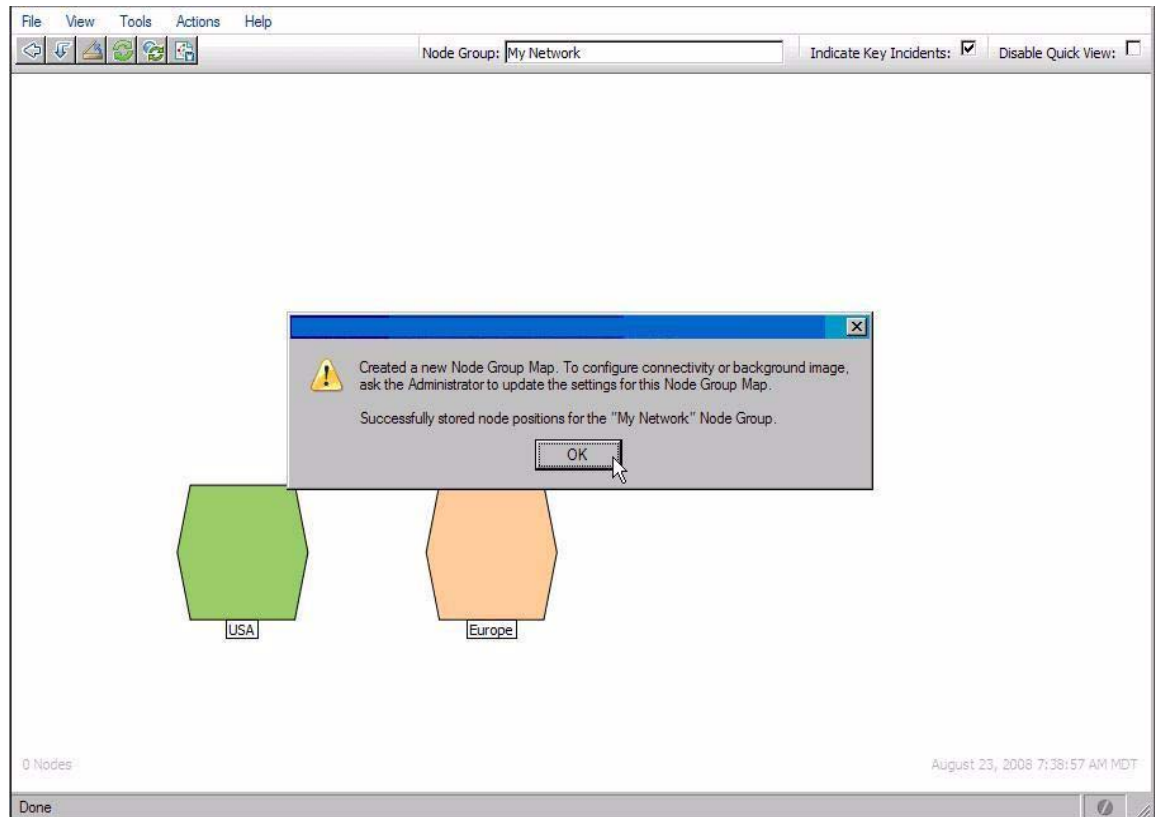 File View Tools Actions Help
Node Group: My Network Indicate Key Incidents: Disable Quick View:
Created a new Node Group Map. To configure connectivity or background image,
ask the Administrator to update the settings for this Node Group Map.
Successfully stored node positions for the "My Network" Node Group.
OK
USA Europe
0 Nodes August 23, 2008 7:38:57 AM MDT
Done